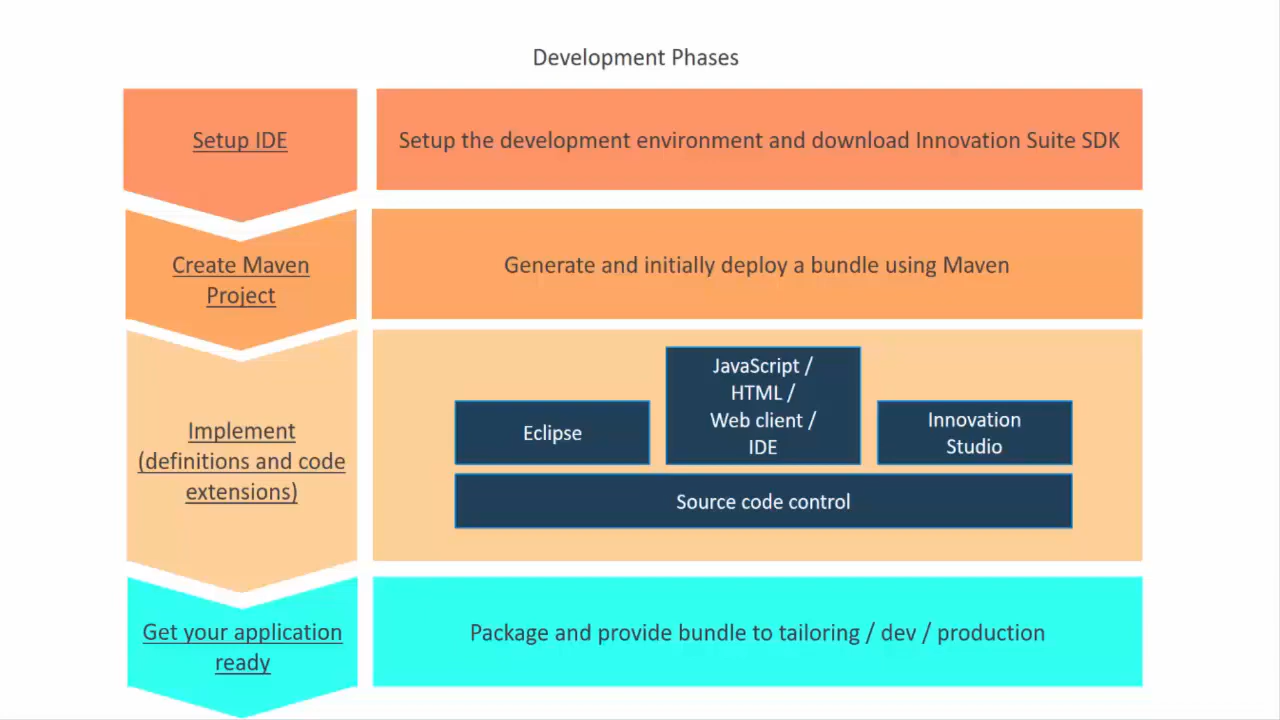 Development Phases
Setup IDE
Setup the development environment and download Innovation Suite SDK
Create Maven
Project
Generate and initially deploy a bundle using Maven
Implement
(definitions and code
extensions)
Eclipse
JavaScript /
HTML /
Web client /
IDE
Innovation
Studio
Source code control
Get your application
ready
Package and provide bundle to tailoring / dev / production